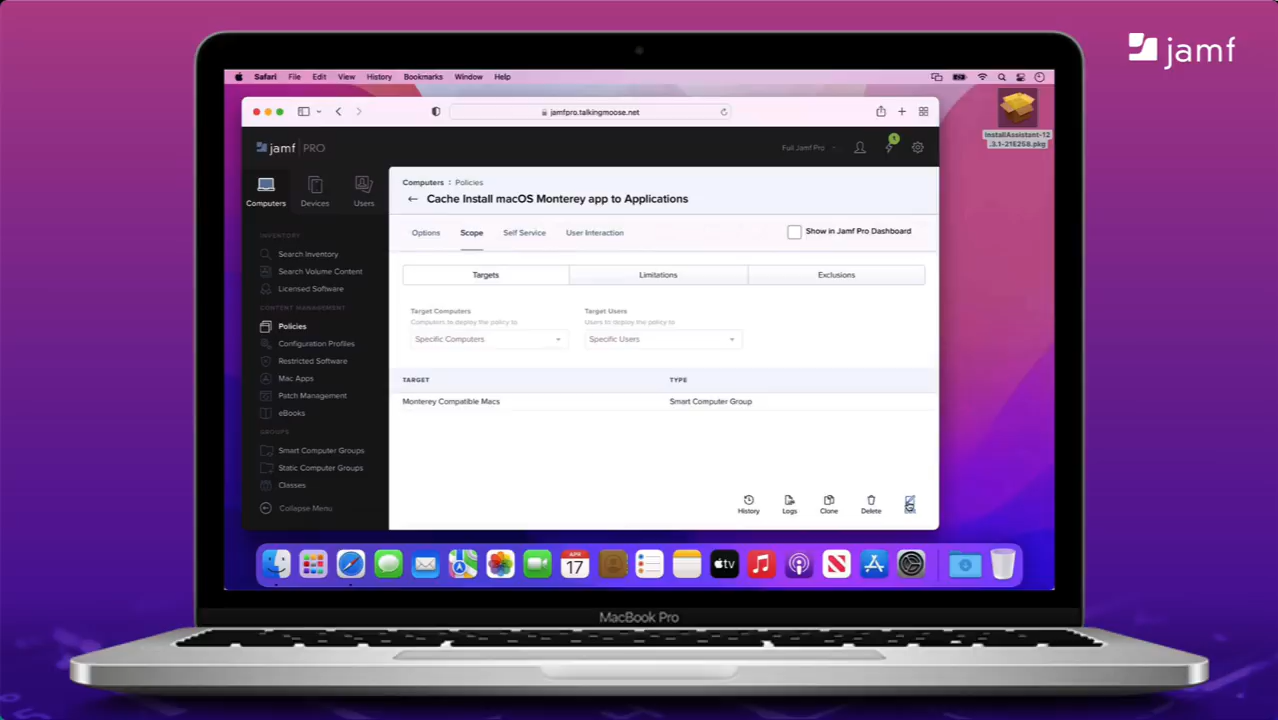 jamf
Safari File Edit View History Bookmarks Window Help
jamfpro.talkingmoose.net
InstallAssistant-12
.3.1-21E258.pkg
jamf PRO
Full Jamf Pro
1
Computers Devices Users
Computers : Policies
← Cache Install macOS Monterey app to Applications
Options Scope Self Service User Interaction
Show in Jamf Pro Dashboard
INVENTORY
Search Inventory
Search Volume Content
Licensed Software
CONTENT MANAGEMENT
Policies
Configuration Profiles
Restricted Software
Mac Apps
Patch Management
eBooks
GROUPS
Smart Computer Groups
Static Computer Groups
Classes
Collapse Menu
Targets Limitations Exclusions
Target Computers
Computers to deploy the policy to
Specific Computers
Target Users
Users to deploy the policy to
Specific Users
TARGET TYPE
Monterey Compatible Macs Smart Computer Group
History Logs Clone Delete
APR
17
tv
MacBook Pro